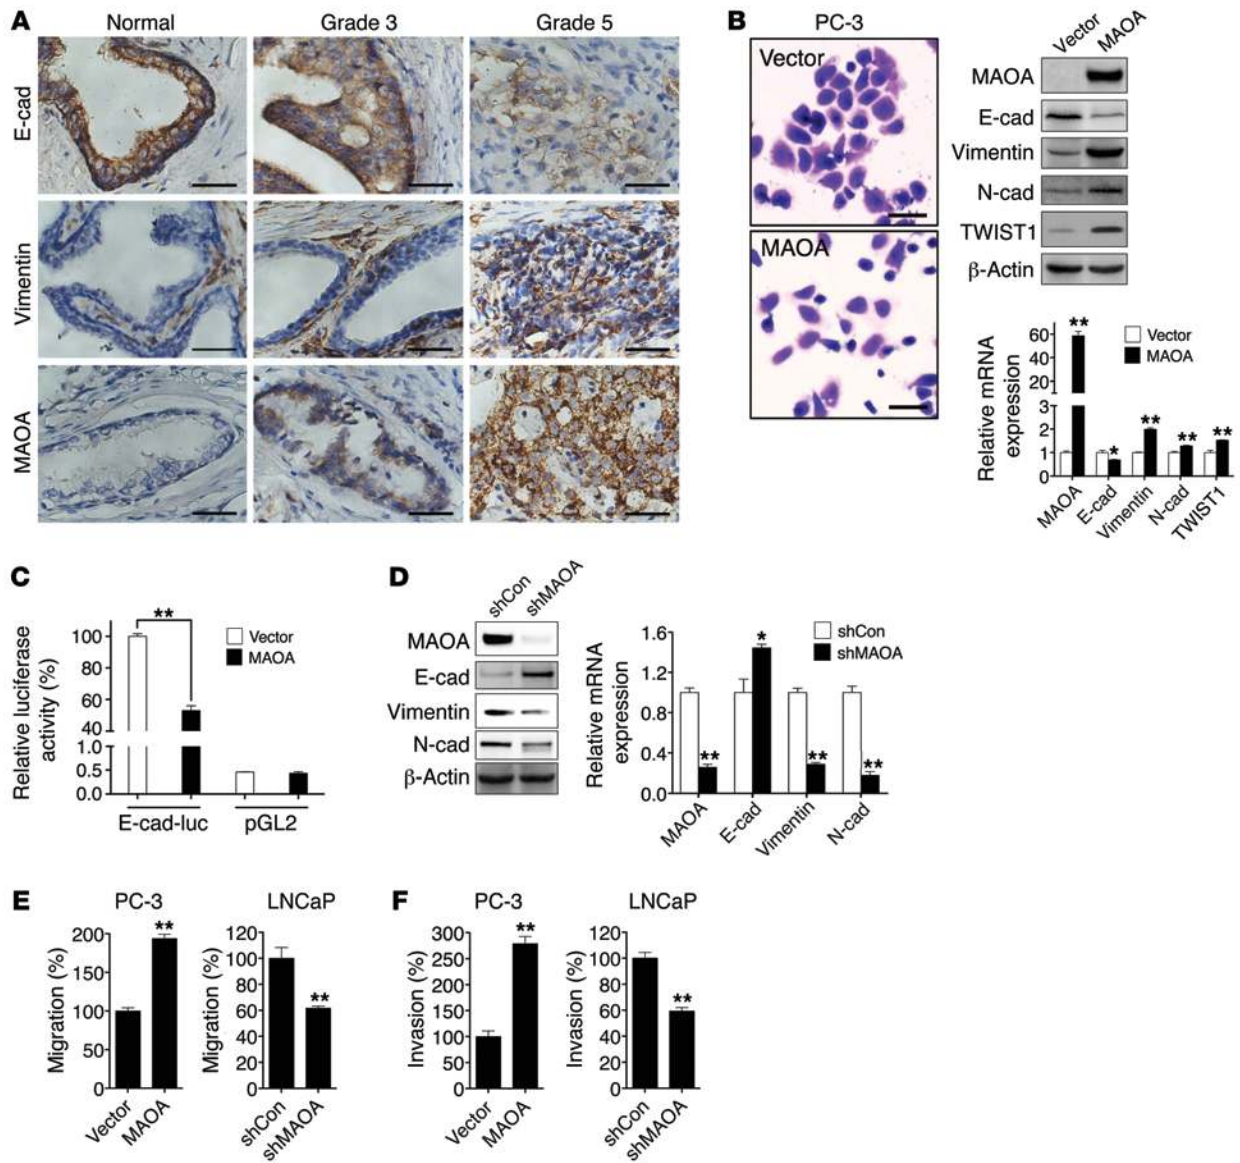 A
Normal
Grade 3
Grade 5
E-cad
Vimentin
MAOA
B
PC-3
Vector
MAOA
Vector
MAOA
MAOA
E-cad
Vimentin
N-cad
TWIST1
β-Actin
Relative mRNA
expression
60
40
20
3
2
1
0
**
*
**
**
**
Vector
MAOA
MAOA
E-cad
Vimentin
N-cad
TWIST1
C
Relative luciferase
activity (%)
100
80
60
40
1.0
0.5
0.0
**
Vector
MAOA
E-cad-luc
pGL2
D
shCon
shMAOA
MAOA
E-cad
Vimentin
N-cad
β-Actin
Relative mRNA
expression
1.6
1.2
0.8
0.4
0.0
**
*
**
**
shCon
shMAOA
MAOA
E-cad
Vimentin
N-cad
E
PC-3
Migration (%)
200
150
100
50
0
**
Vector
MAOA
LNCaP
Migration (%)
120
100
80
60
40
20
0
**
shCon
shMAOA
F
PC-3
Invasion (%)
300
250
200
150
100
50
0
**
Vector
MAOA
LNCaP
Invasion (%)
120
100
80
60
40
20
0
**
shCon
shMAOA